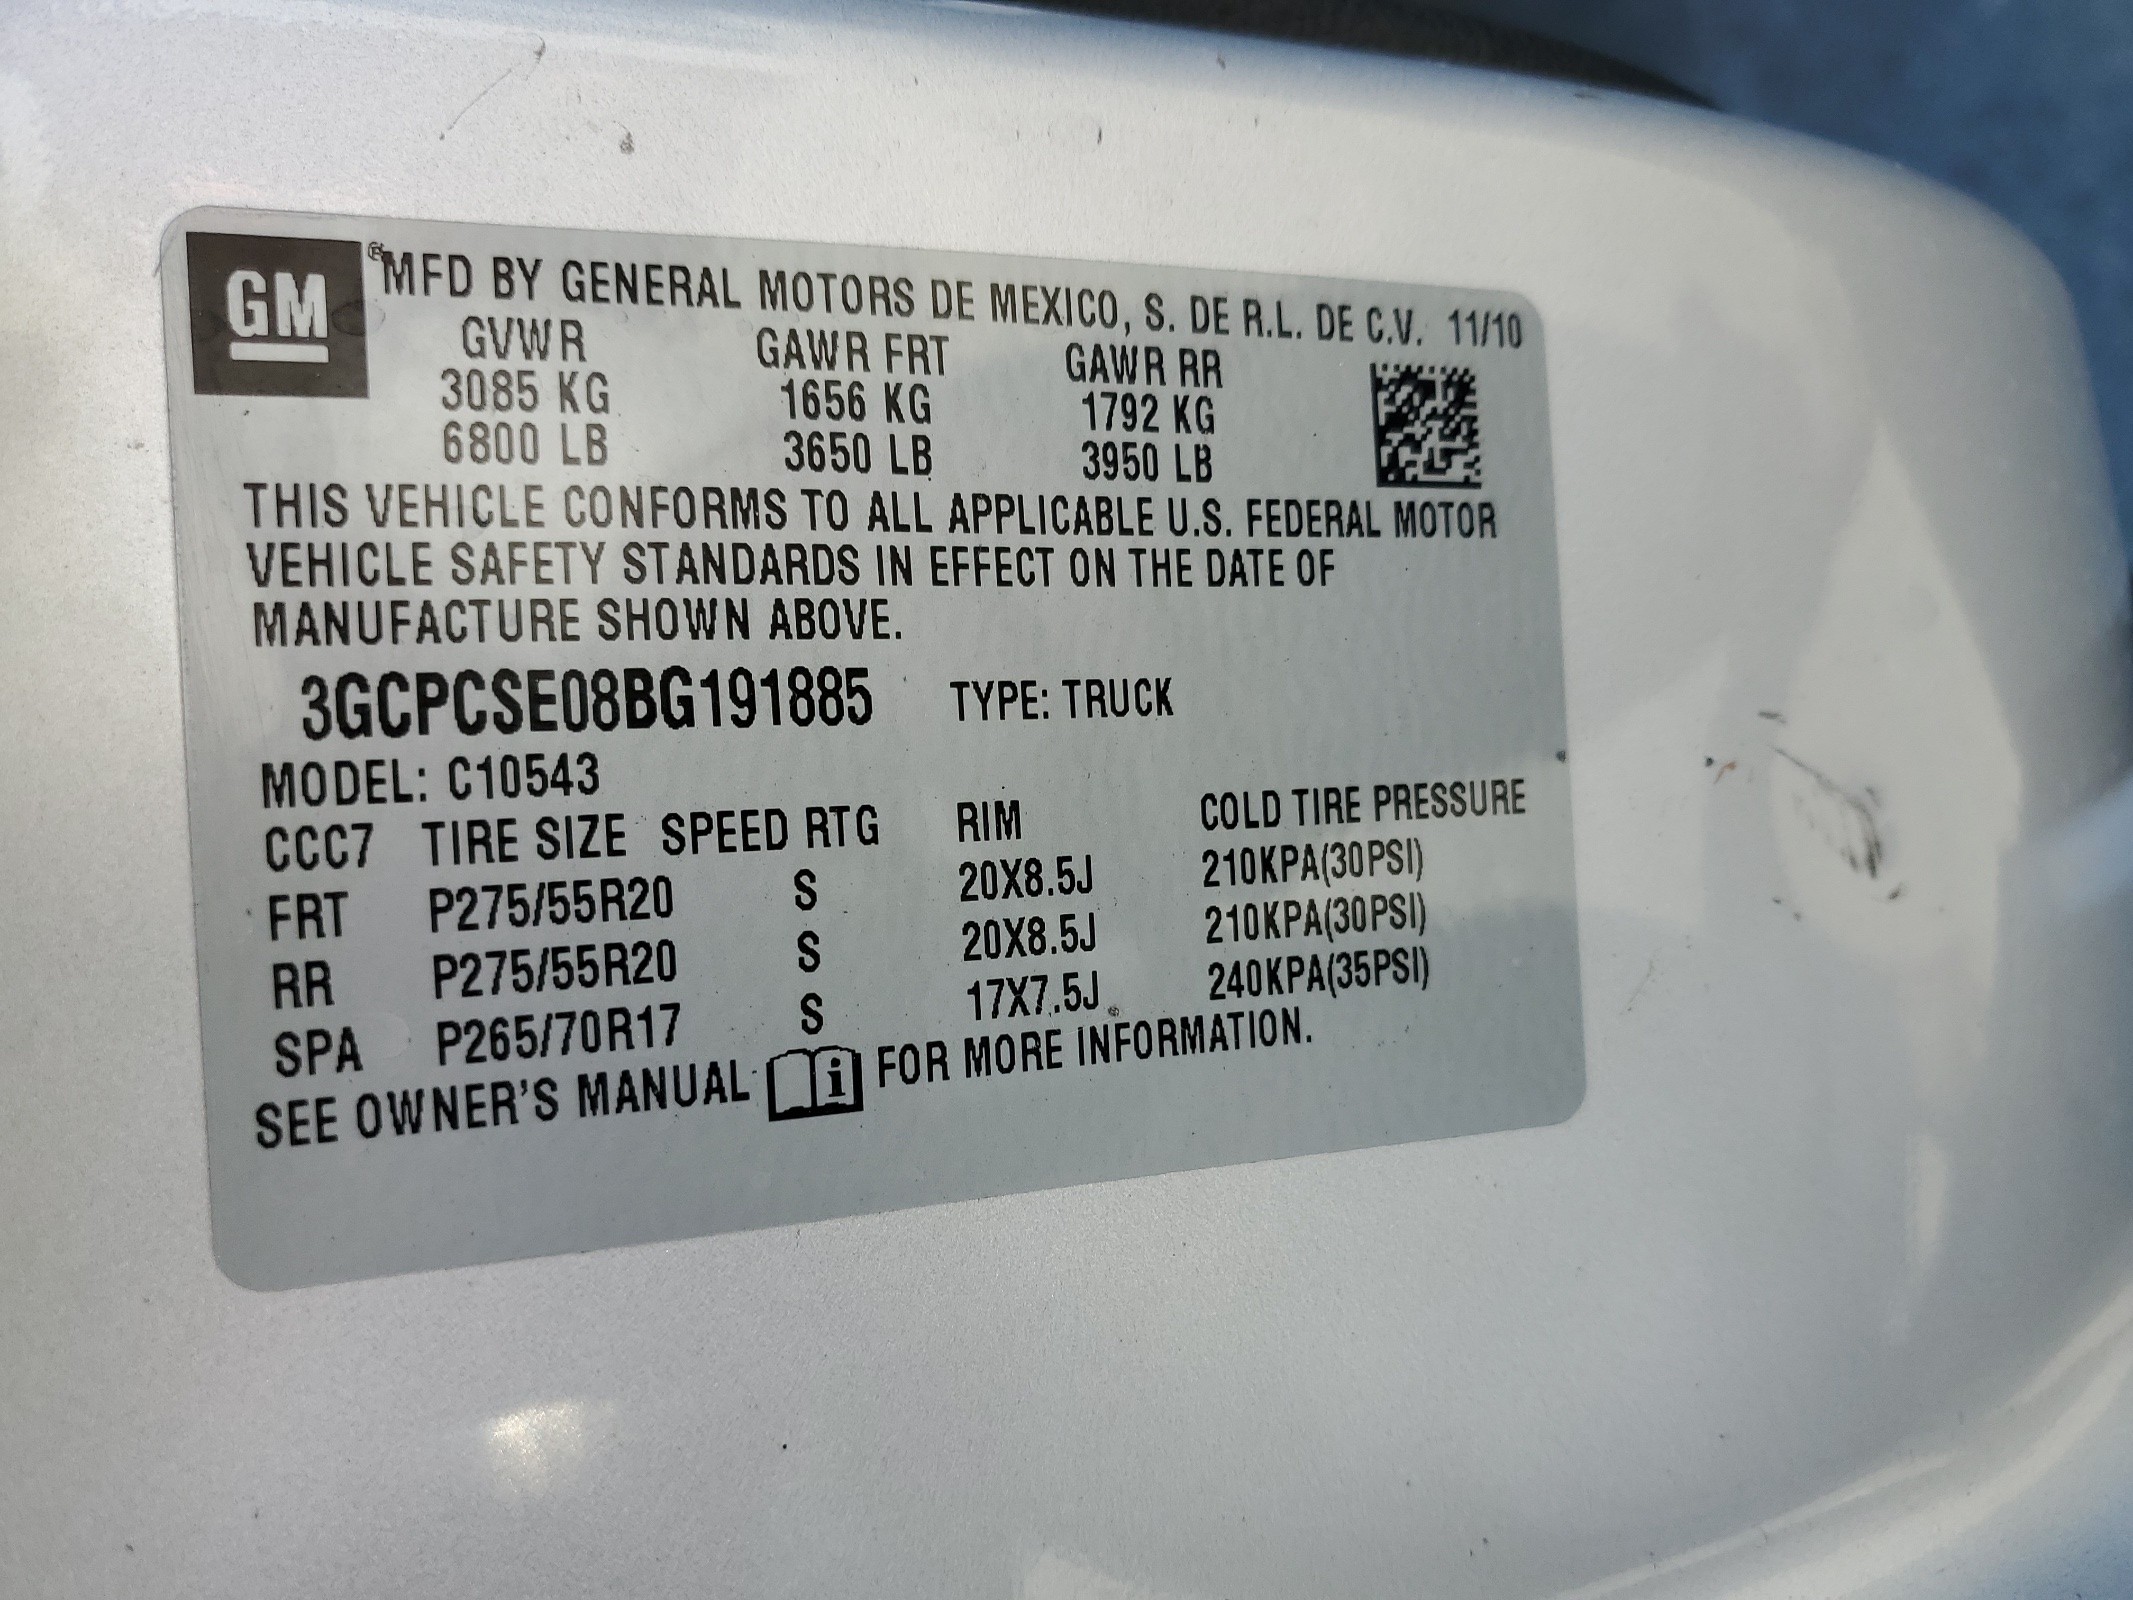 GM ® MFD BY GENERAL MOTORS DE MEXICO, S. DE R.L. DE C.V. 11/10
GVWR GAWR FRT GAWR RR
3085 KG 1656 KG 1792 KG
6800 LB 3650 LB 3950 LB
THIS VEHICLE CONFORMS TO ALL APPLICABLE U.S. FEDERAL MOTOR
VEHICLE SAFETY STANDARDS IN EFFECT ON THE DATE OF
MANUFACTURE SHOWN ABOVE.
3GCPCSE08BG191885 TYPE: TRUCK
MODEL: C10543
CCC7 TIRE SIZE SPEED RTG RIM COLD TIRE PRESSURE
FRT P275/55R20 S 20X8.5J 210KPA(30PSI)
RR P275/55R20 S 20X8.5J 210KPA(30PSI)
SPA P265/70R17 S 17X7.5J 240KPA(35PSI)
SEE OWNER'S MANUAL i FOR MORE INFORMATION.